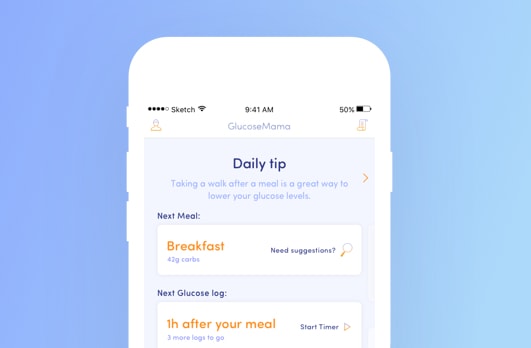 Sketch 9:41 AM 50%
GlucoseMama
Daily tip
Taking a walk after a meal is a great way to
lower your glucose levels.
Next Meal:
Breakfast Need suggestions?
42g carbs
Next Glucose log:
1h after your meal Start Timer
3 more logs to go